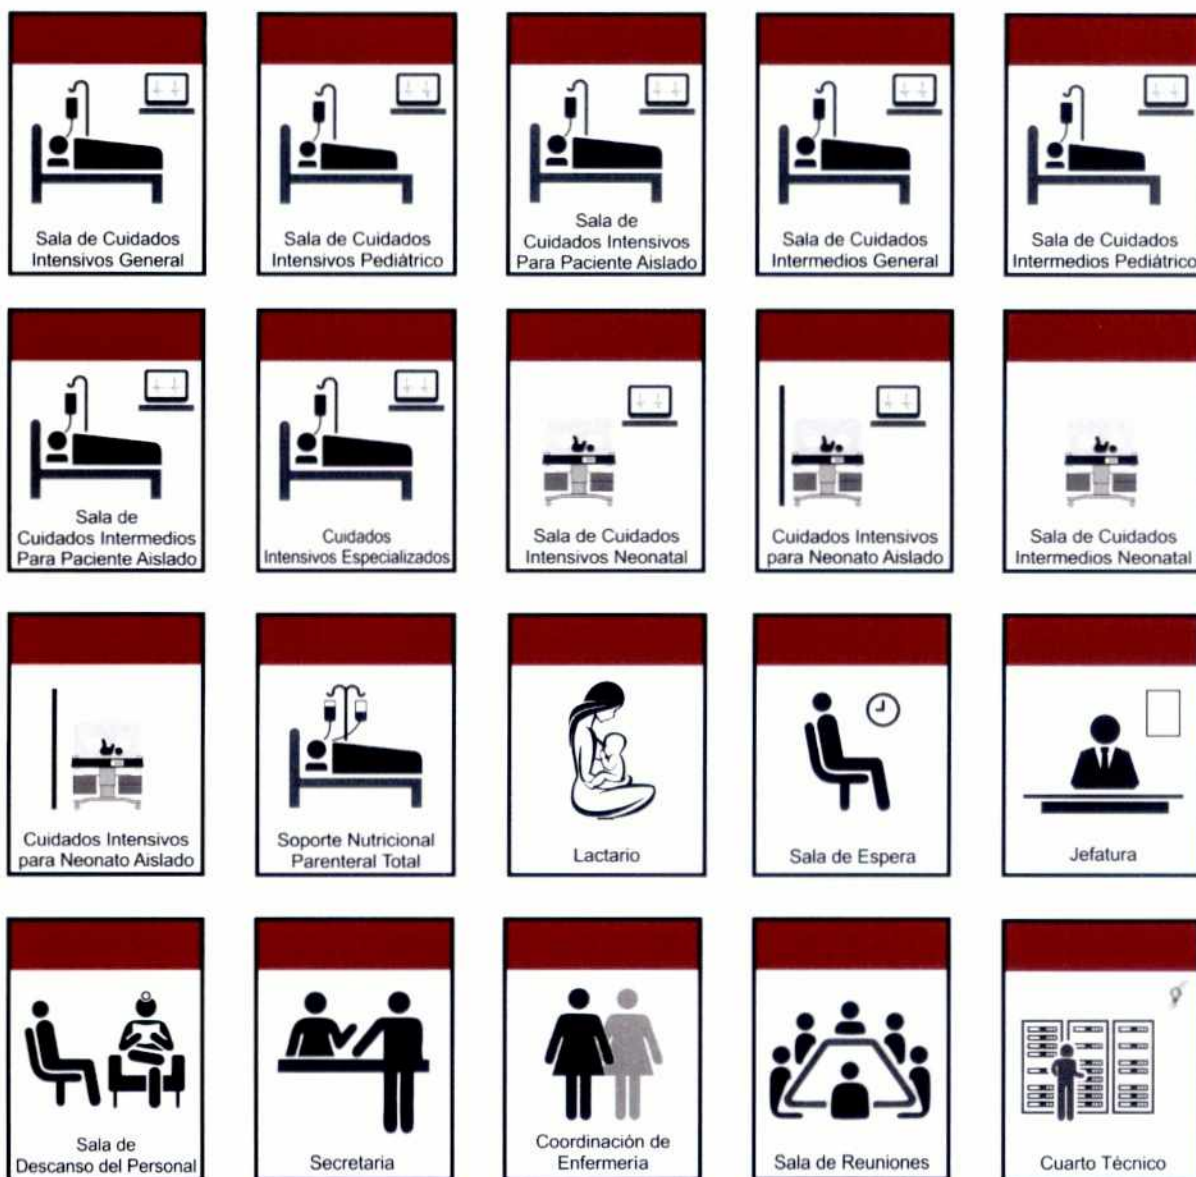 Sala de Cuidados
Intensivos General
Sala de Cuidados
Intensivos Pediátrico
Sala de
Cuidados Intensivos
Para Paciente Aislado
Sala de Cuidados
Intermedios General
Sala de Cuidados
Intermedios Pediátrico
Sala de
Cuidados Intermedios
Para Paciente Aislado
Cuidados
Intensivos Especializados
Sala de Cuidados
Intensivos Neonatal
Cuidados Intensivos
para Neonato Aislado
Sala de Cuidados
Intermedios Neonatal
Cuidados Intensivos
para Neonato Aislado
Soporte Nutricional
Parenteral Total
Lactario
Sala de Espera
Jefatura
Sala de
Descanso del Personal
Secretaria
Coordinación de
Enfermería
Sala de Reuniones
Cuarto Técnico